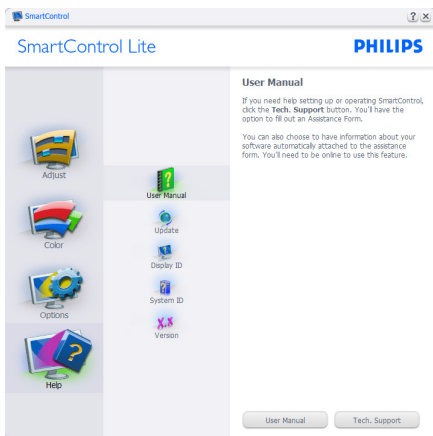 SmartControl
? X
SmartControl Lite
PHILIPS
Adjust
Color
Options
Help
User Manual
Update
Display ID
System ID
X.X
Version
User Manual
If you need help setting up or operating SmartControl,
click the Tech. Support button. You'll have the
option to fill out an Assistance Form.
You can also choose to have information about your
software automatically attached to the assistance
form. You'll need to be online to use this feature.
User Manual
Tech. Support